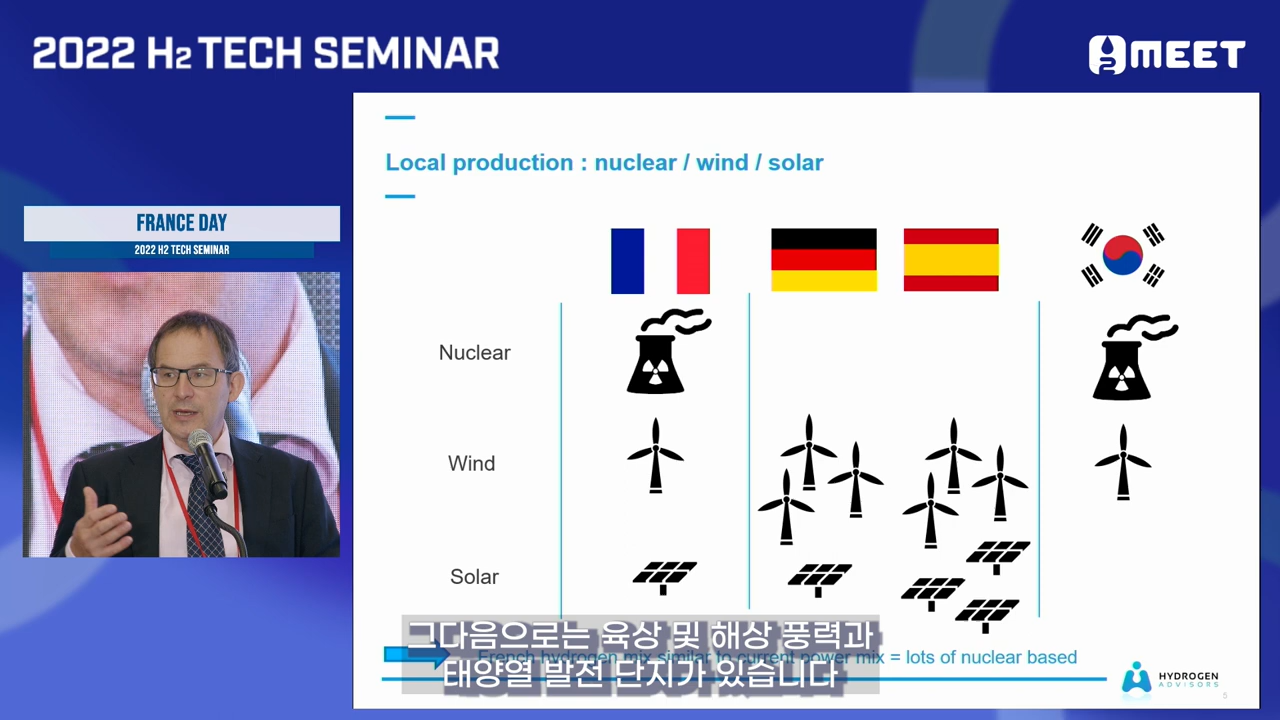 2022 H2 TECH SEMINAR
H2 MEET
FRANCE DAY
2022 H2 TECH SEMINAR
Local production : nuclear / wind / solar
Nuclear
Wind
Solar
French hydrogen mix similar to current power mix = lots of nuclear based
그다음으로는 육상 및 해상 풍력과
태양열 발전 단지가 있습니다
HYDROGEN
ADVISORS
5